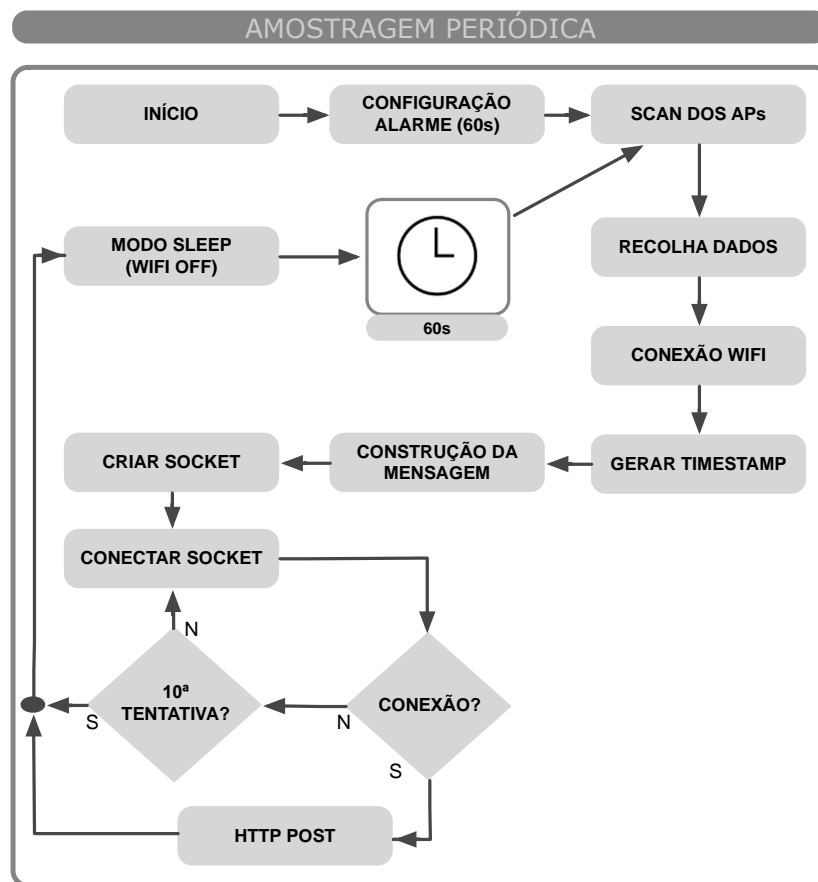 AMOSTRAGEM PERIÓDICA
INÍCIO
CONFIGURAÇÃO
ALARME (60s)
SCAN DOS APs
MODO SLEEP
(WIFI OFF)
60s
RECOLHA DADOS
CONEXÃO WIFI
GERAR TIMESTAMP
CONSTRUÇÃO DA
MENSAGEM
CRIAR SOCKET
CONECTAR SOCKET
N
10ª
TENTATIVA?
S
CONEXÃO?
N
S
HTTP POST